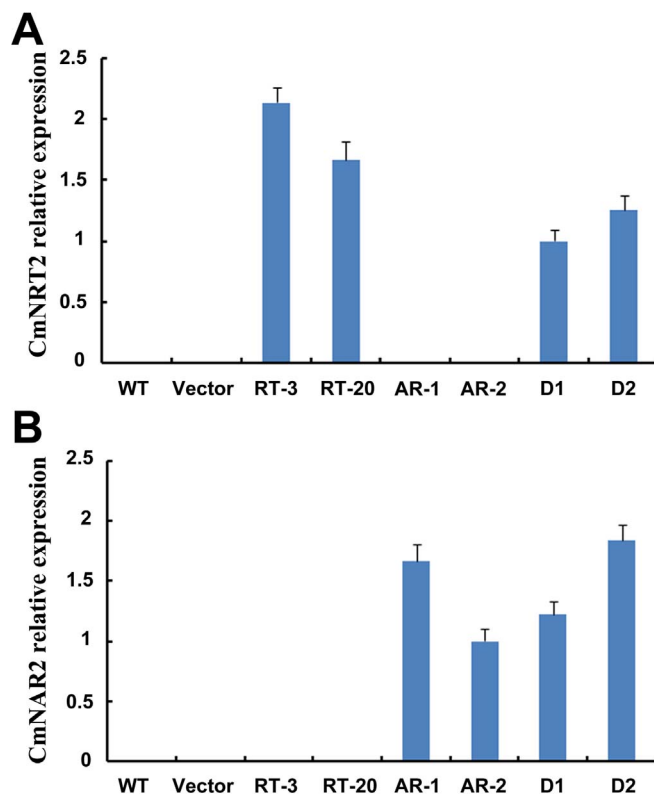 A
CmNRT2 relative expression
2.5
2
1.5
1
0.5
0
WT Vector RT-3 RT-20 AR-1 AR-2 D1 D2
B
CmNAR2 relative expression
2.5
2
1.5
1
0.5
0
WT Vector RT-3 RT-20 AR-1 AR-2 D1 D2